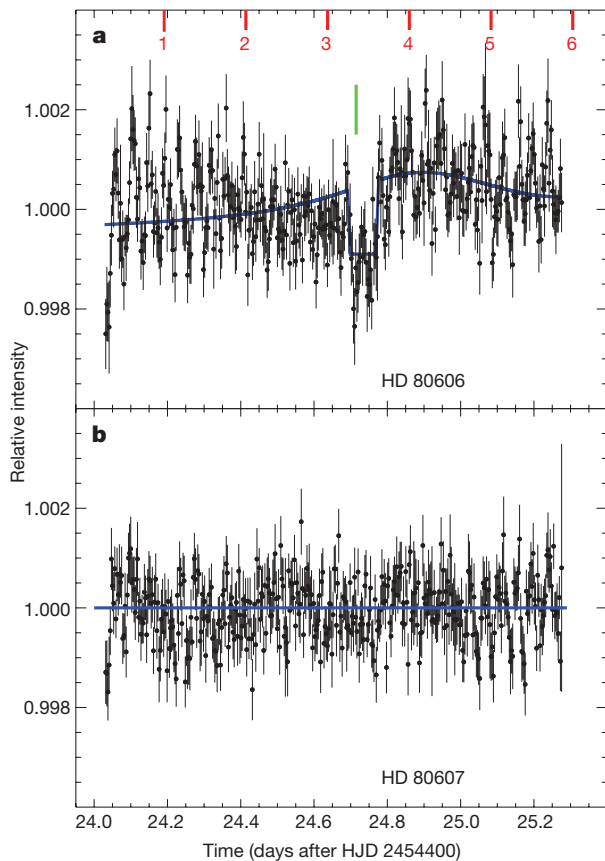 a
1 2 3 4 5 6
1.002
1.000
0.998
HD 80606
Relative intensity
b
1.002
1.000
0.998
HD 80607
24.0 24.2 24.4 24.6 24.8 25.0 25.2
Time (days after HJD 2454400)